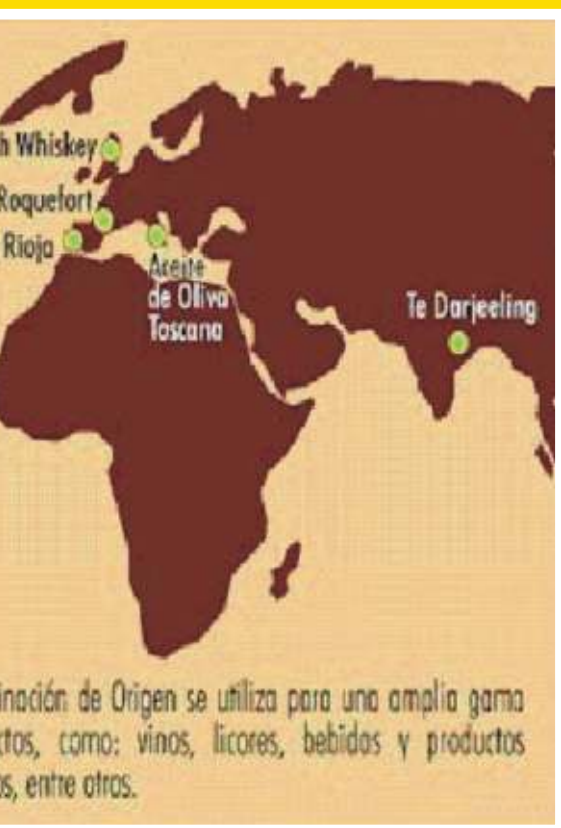 h Whiskey
Roquefort
Rioja
Aceite
de Oliva
Toscana
Te Darjeeling
inación de Origen se utiliza para una amplia gama
ctos, como: vinos, licores, bebidas y productos
os, entre otros.